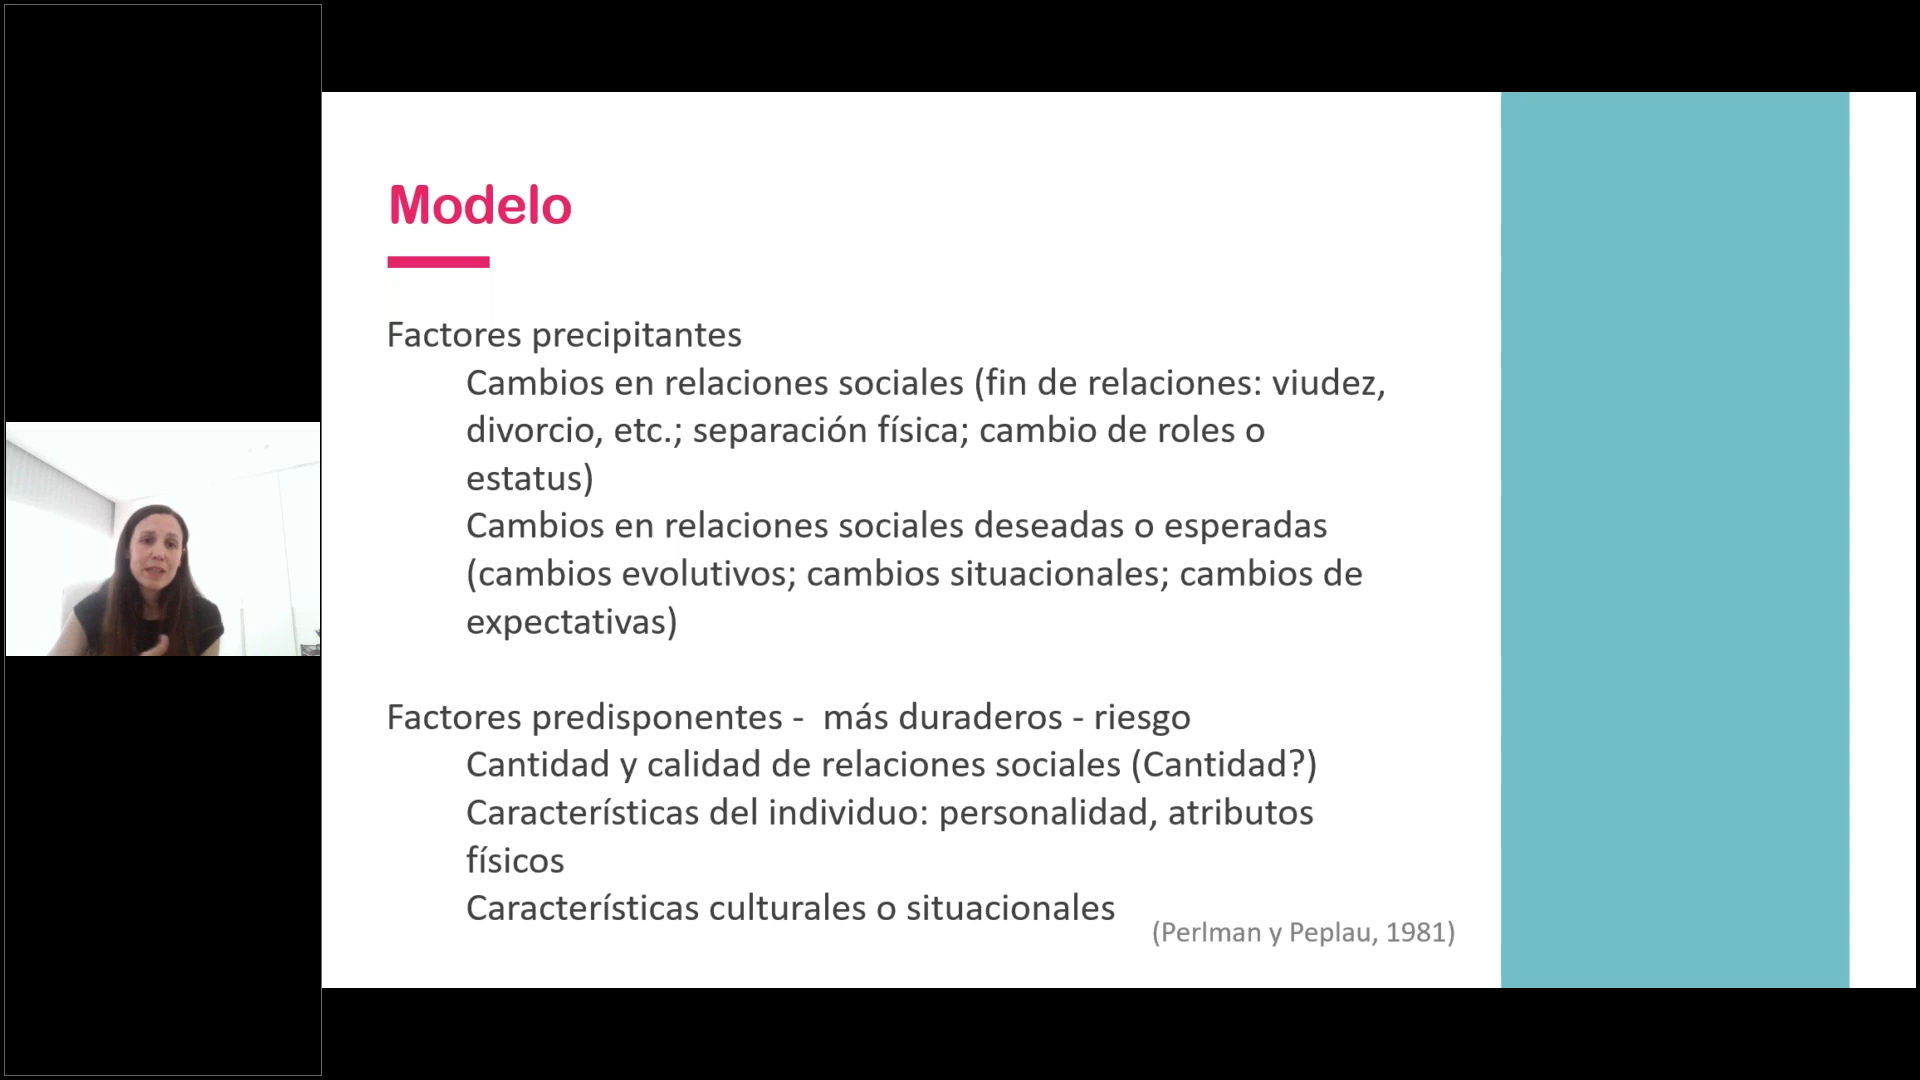 Modelo
Factores precipitantes
Cambios en relaciones sociales (fin de relaciones: viudez,
divorcio, etc.; separación física; cambio de roles o
estatus)
Cambios en relaciones sociales deseadas o esperadas
(cambios evolutivos; cambios situacionales; cambios de
expectativas)
Factores predisponentes -  más duraderos - riesgo
Cantidad y calidad de relaciones sociales (Cantidad?)
Características del individuo: personalidad, atributos
físicos
Características culturales o situacionales
(Perlman y Peplau, 1981)